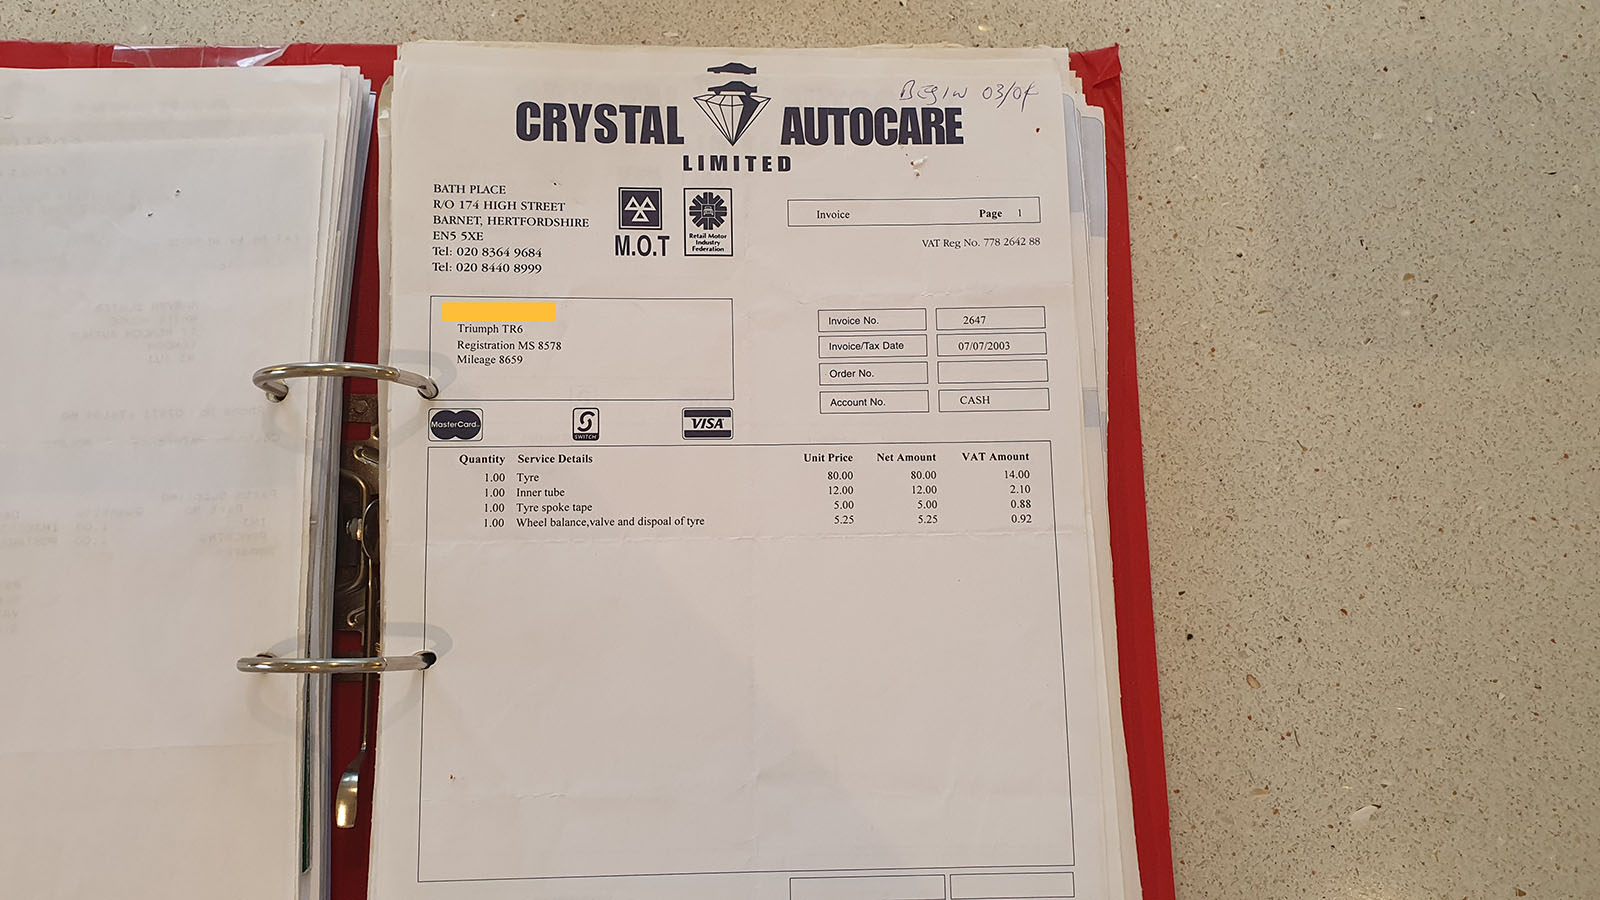 BEGIN 03/04
CRYSTAL AUTOCARE
LIMITED
BATH PLACE
R/O 174 HIGH STREET
BARNET, HERTFORDSHIRE
EN5 5XE
Tel: 020 8364 9684
Tel: 020 8440 8999
M.O.T
Retail Motor
Industry
Federation
Invoice Page 1
VAT Reg No. 778 2642 88
Triumph TR6
Registration MS 8578
Mileage 8659
Invoice No. 2647
Invoice/Tax Date 07/07/2003
Order No.
Account No. CASH
MasterCard
SWITCH
VISA
Quantity Service Details Unit Price Net Amount VAT Amount
1.00 Tyre 80.00 80.00 14.00
1.00 Inner tube 12.00 12.00 2.10
1.00 Tyre spoke tape 5.00 5.00 0.88
1.00 Wheel balance,valve and dispoal of tyre 5.25 5.25 0.92